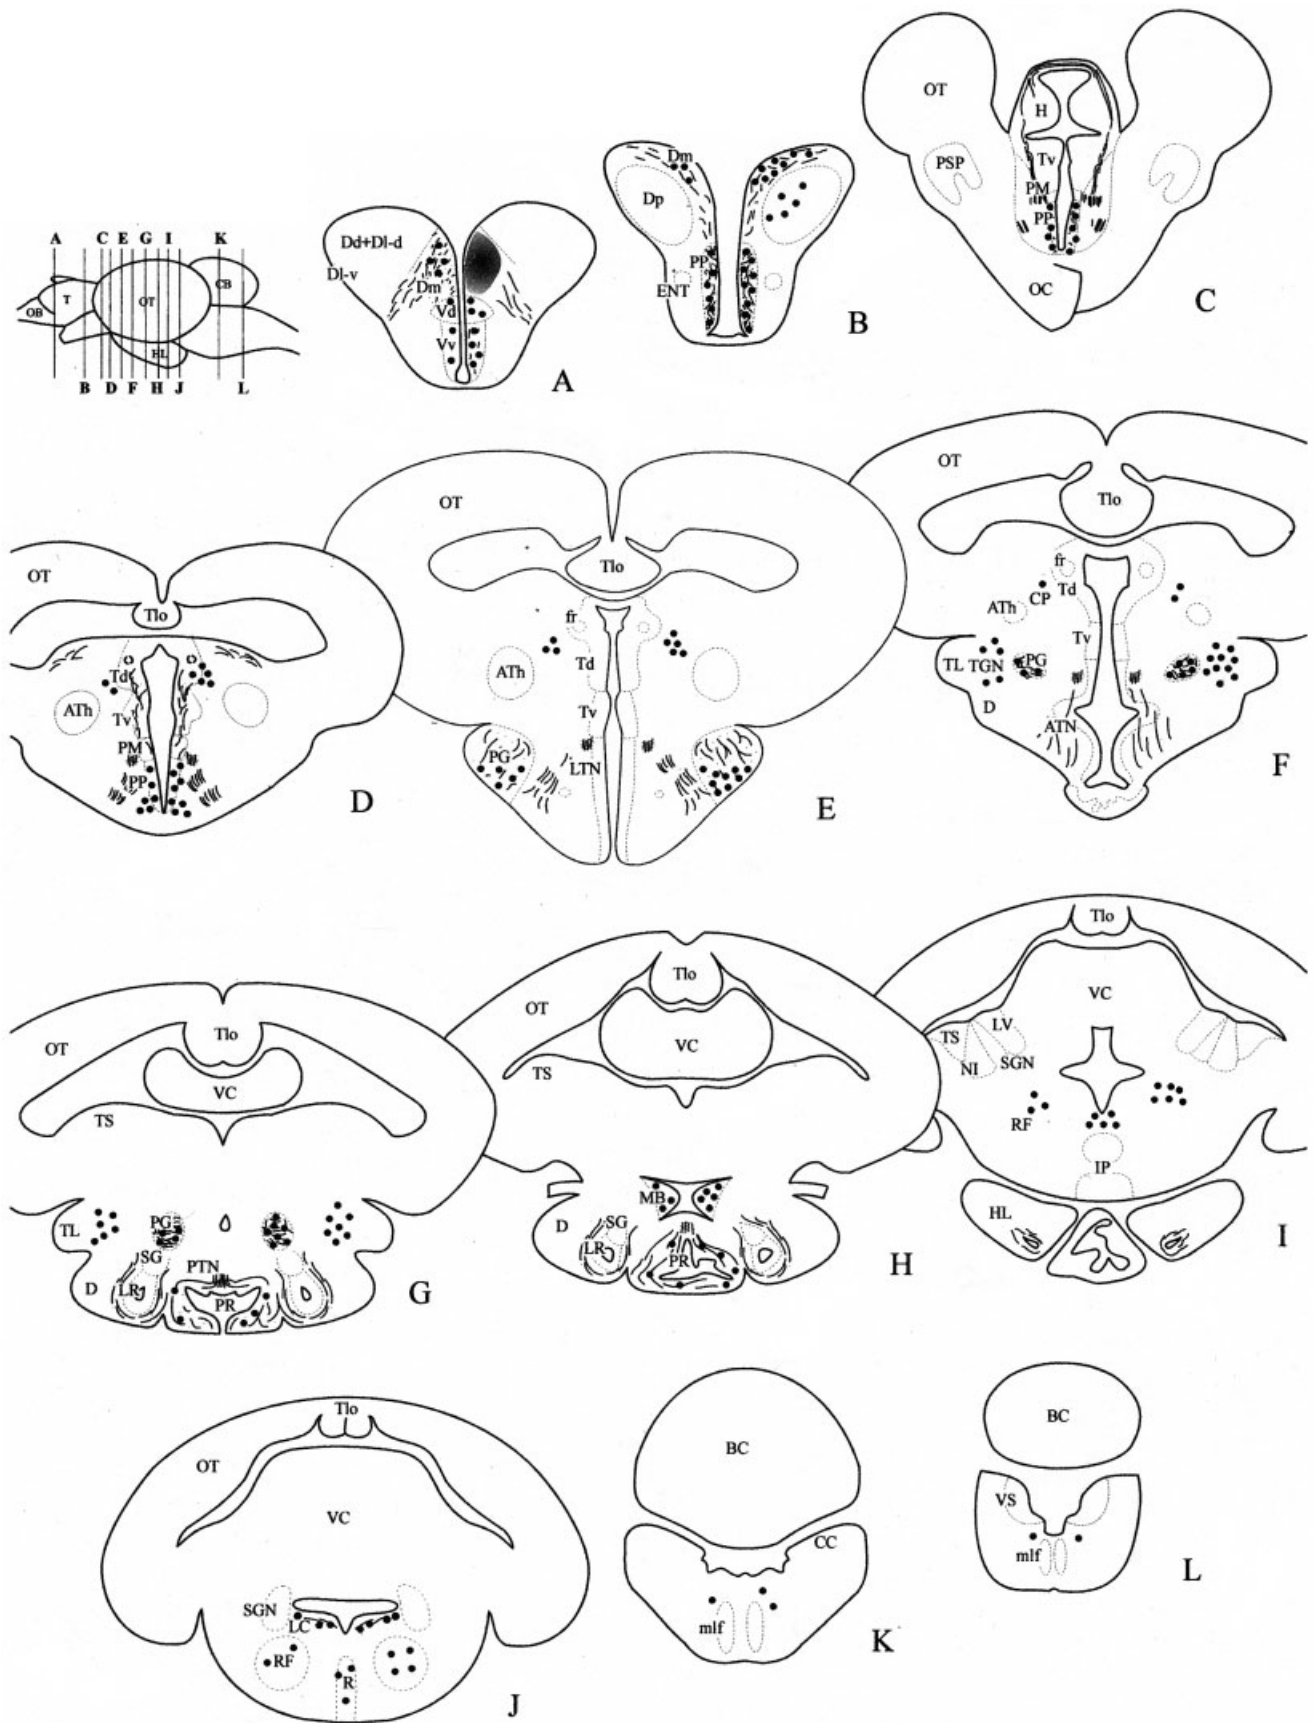 A C E G I K
OB T OT CB
HL
B D F H J L
Dd+Dl-d
Dl-v Dm
Vd
Vv
A
Dm
Dp
PP
ENT
B
OT H
PSP Tv
PM
PP
OC
C
OT
Tlo
Td
ATh
Tv
PM
PP
D
OT
Tlo
fr
Td
ATh
Tv
PG
LTN
E
OT
Tlo
fr
Td
CP
ATh
Tv
TL TGN PG
D
ATN
F
OT
Tlo
VC
TS
TL PG
SG
PTN
D LR
PR
G
OT
Tlo
VC
TS
MB
D SG
LR PR
H
Tlo
VC
TS LV
NI SGN
RF
IP
HL
I
Tlo
OT
VC
SGN
LC
RF
R
J
BC
CC
mlf
K
BC
VS
mlf
L